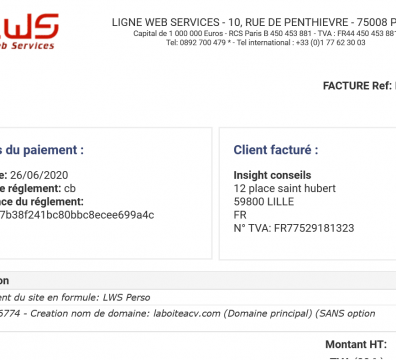 LWS
Web Services
LIGNE WEB SERVICES - 10, RUE DE PENTHIEVRE - 75008 P
Capital de 1 000 000 Euros - RCS Paris B 450 453 881 - TVA : FR44 450 453 881
Tel: 0892 700 479 * - Tel international : +33 (0)1 77 62 30 03
FACTURE Ref:
s du paiement :
e: 26/06/2020
e réglement: cb
nce du réglement:
7b38f241bc80bbc8ecee699a4c
Client facturé :
Insight conseils
12 place saint hubert
59800 LILLE
FR
N° TVA: FR77529181323
on
ent du site en formule: LWS Perso
5774 - Creation nom de domaine: laboiteacv.com (Domaine principal) (SANS option
Montant HT: